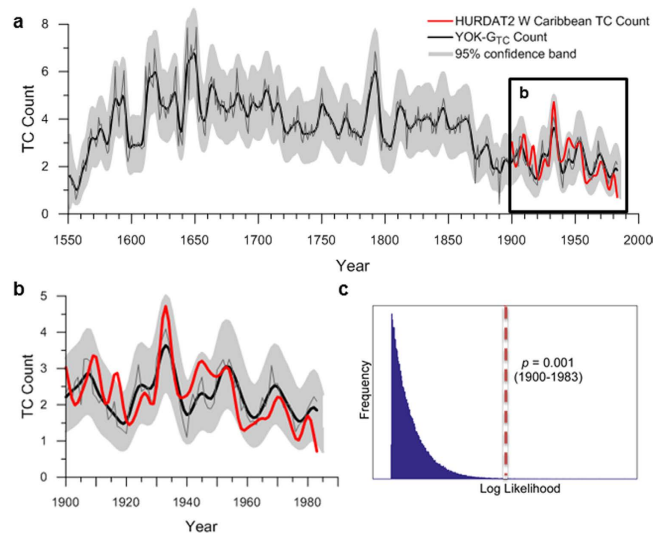 a
8
6
4
2
0
TC Count
HURDAT2 W Caribbean TC Count
YOK-GTC Count
95% confidence band
b
1550 1600 1650 1700 1750 1800 1850 1900 1950 2000
Year
b
5
4
3
2
1
0
TC Count
1900 1920 1940 1960 1980
Year
c
Frequency
p = 0.001
(1900-1983)
Log Likelihood